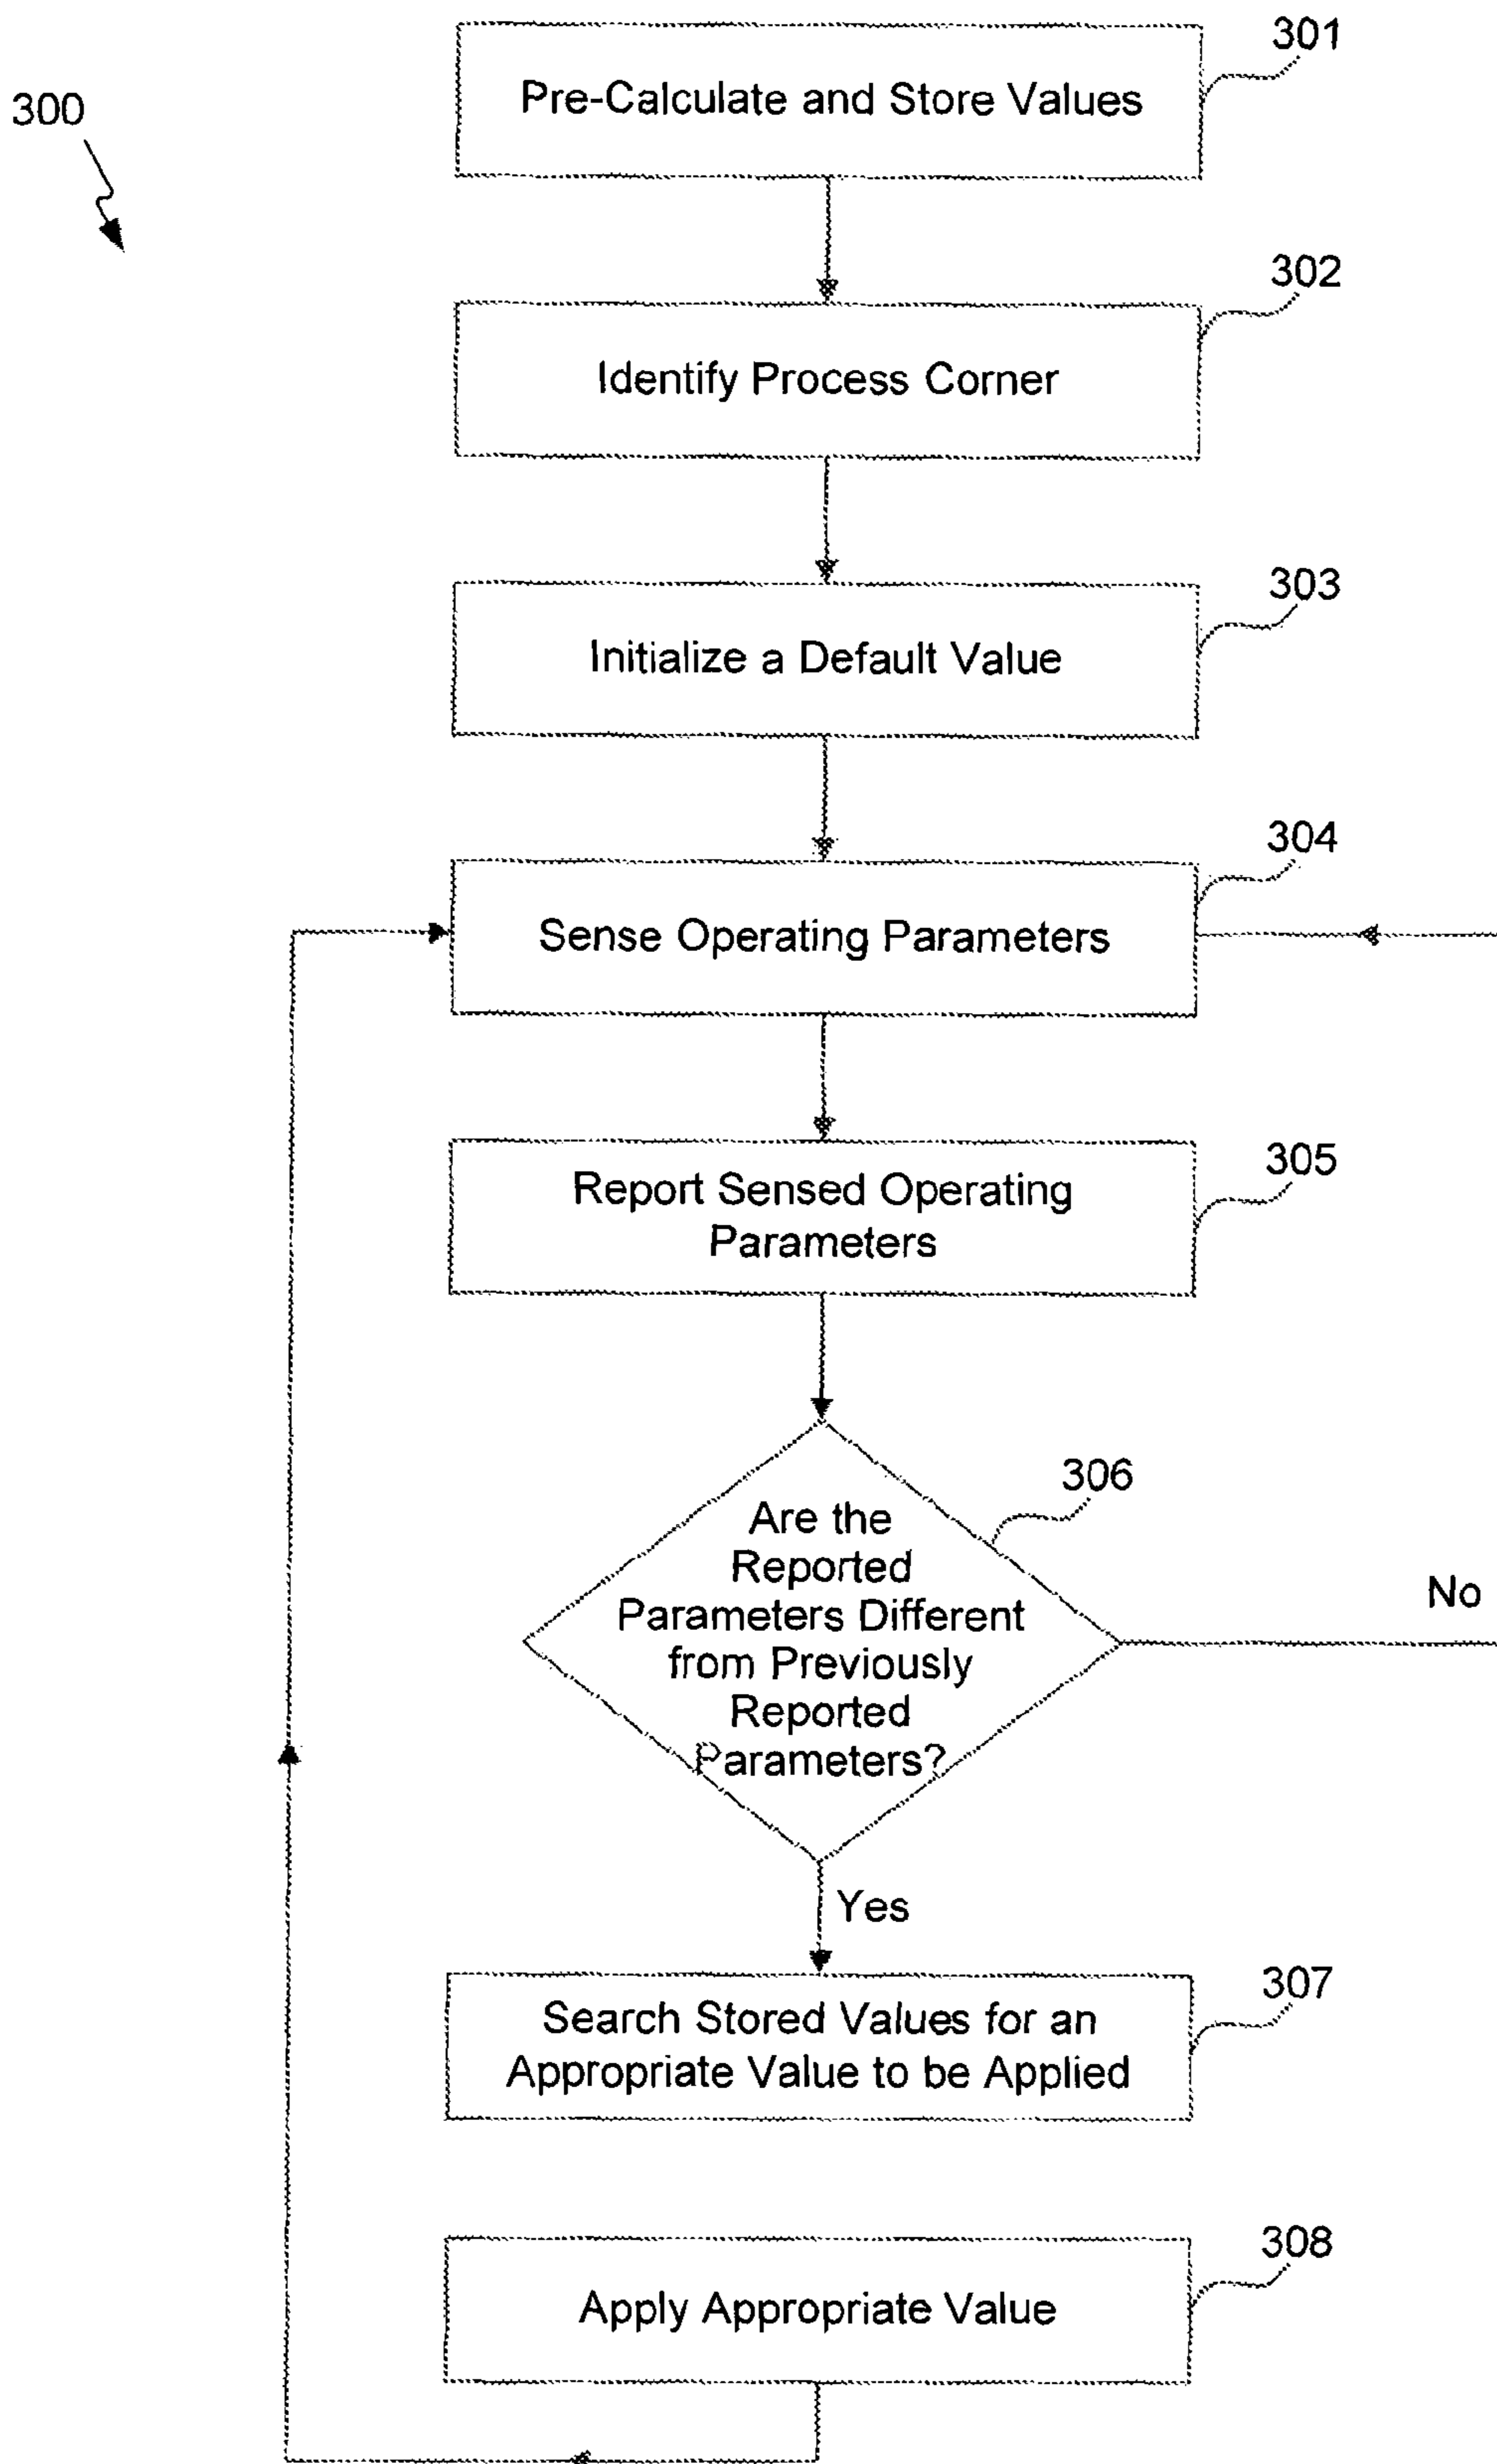 301
Pre-Calculate and Store Values
300
302
Identify Process Corner
303
Initialize a Default Value
304
Sense Operating Parameters
305
Report Sensed Operating
Parameters
306
Are the
Reported
Parameters Different
from Previously
Reported
Parameters?
No
Yes
307
Search Stored Values for an
Appropriate Value to be Applied
308
Apply Appropriate Value